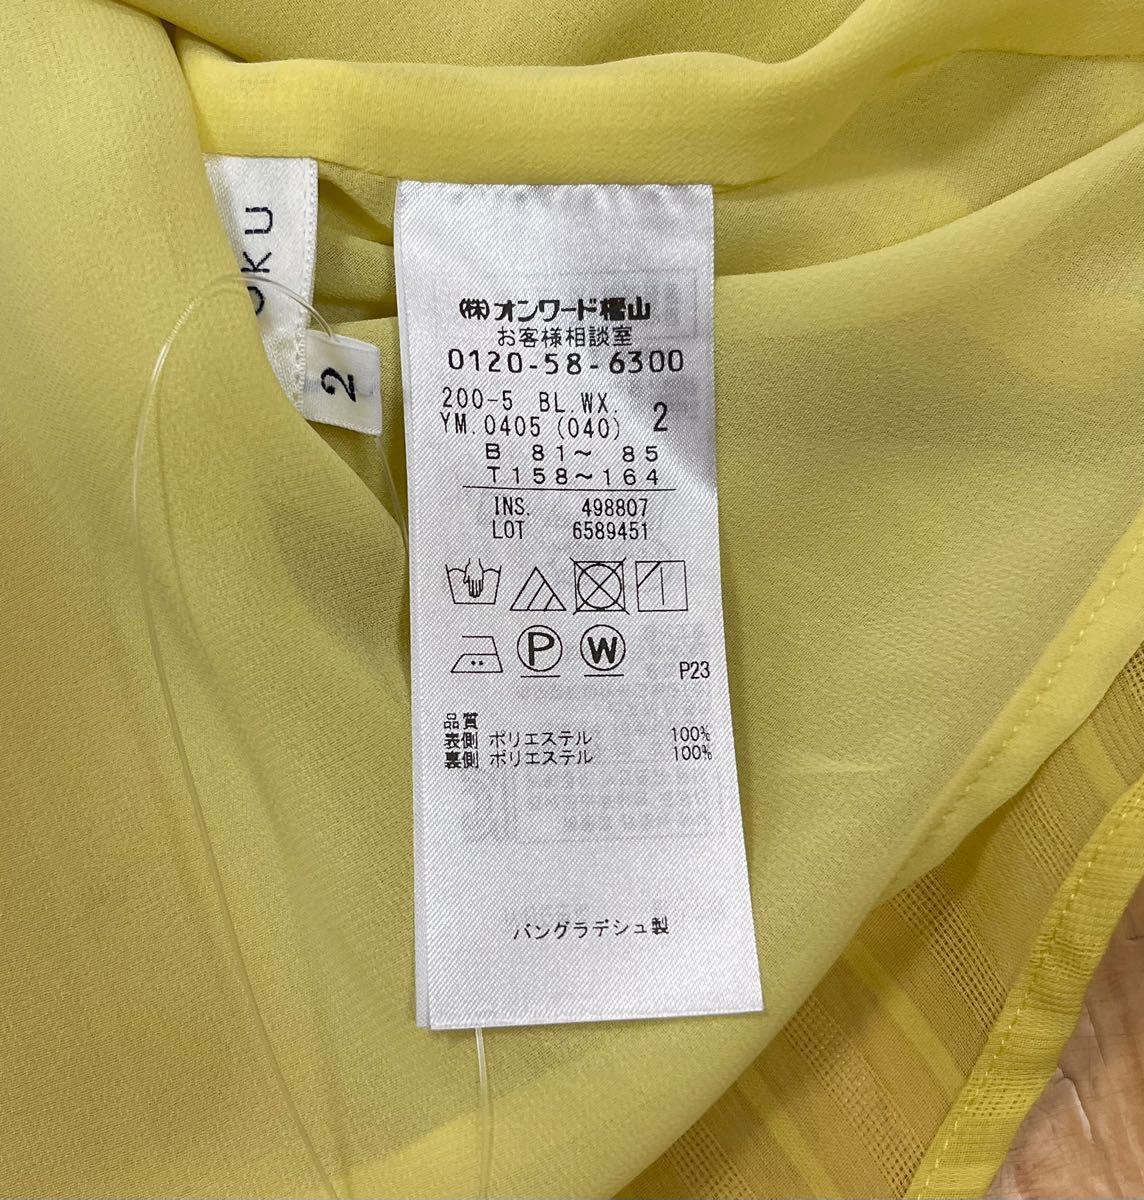 OKU
2
(株)オンワード樫山
お客様相談室
0120-58-6300
200-5 BL.WX.
YM.0405(040) 2
B 81〜 85
T158〜164
INS. 498807
LOT 6589451
P
W
P23
品質
表側 ポリエステル 100%
裏側 ポリエステル 100%
バングラデシュ製